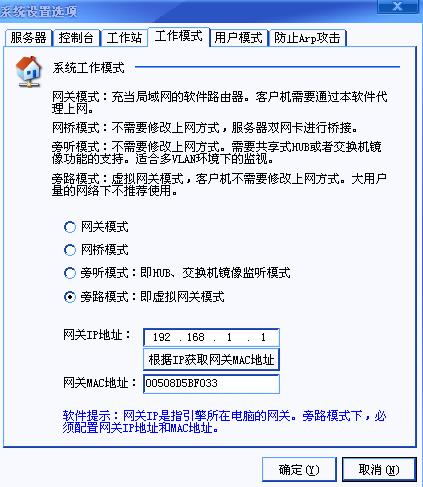 系统设置选项
服务器 控制台 工作站 工作模式 用户模式 防止Arp攻击
系统工作模式
网关模式：充当局域网的软件路由器。客户机需要通过本软件代
理上网。
网桥模式：不需要修改上网方式，服务器双网卡进行桥接。
旁听模式：不需要修改上网方式。需要共享式HUB或者交换机镜
像功能的支持。适合多VLAN环境下的监视。
旁路模式：虚拟网关模式，客户机不需要修改上网方式。大用户
量的网络下不推荐使用。
网关模式
网桥模式
旁听模式：即HUB、交换机镜像监听模式
旁路模式：即虚拟网关模式
网关IP地址： 192 .168 . 1 . 1
根据IP获取网关MAC地址
网关MAC地址： 00508D5BF033
软件提示：网关IP是指引擎所在电脑的网关。旁路模式下，必
须配置网关IP地址和MAC地址。
确定(Y) 取消(N)